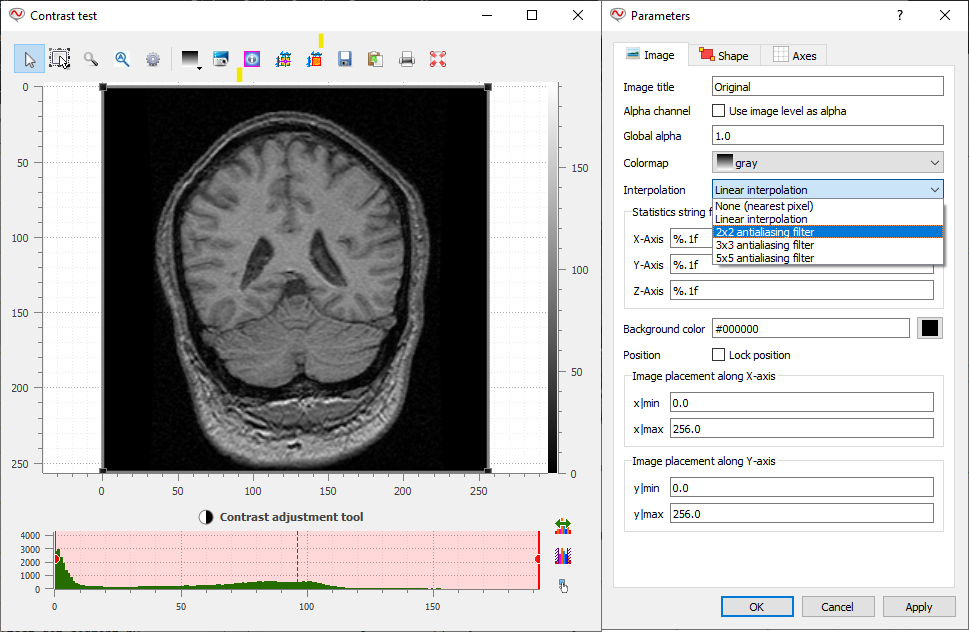 Contrast test
0
50
100
150
200
250
0
50
100
150
200
250
150
100
50
0
Contrast adjustment tool
4000
3000
2000
1000
0
0
50
100
150
Parameters
?
Image
Shape
Axes
Image title
Original
Alpha channel
Use image level as alpha
Global alpha
1.0
Colormap
gray
Interpolation
Linear interpolation
None (nearest pixel)
Linear interpolation
2x2 antialiasing filter
3x3 antialiasing filter
5x5 antialiasing filter
Statistics string f
X-Axis
%.1f
Y-Axis
%.1f
Z-Axis
%.1f
Background color
#000000
Position
Lock position
Image placement along X-axis
x|min
0.0
x|max
256.0
Image placement along Y-axis
y|min
0.0
y|max
256.0
OK
Cancel
Apply